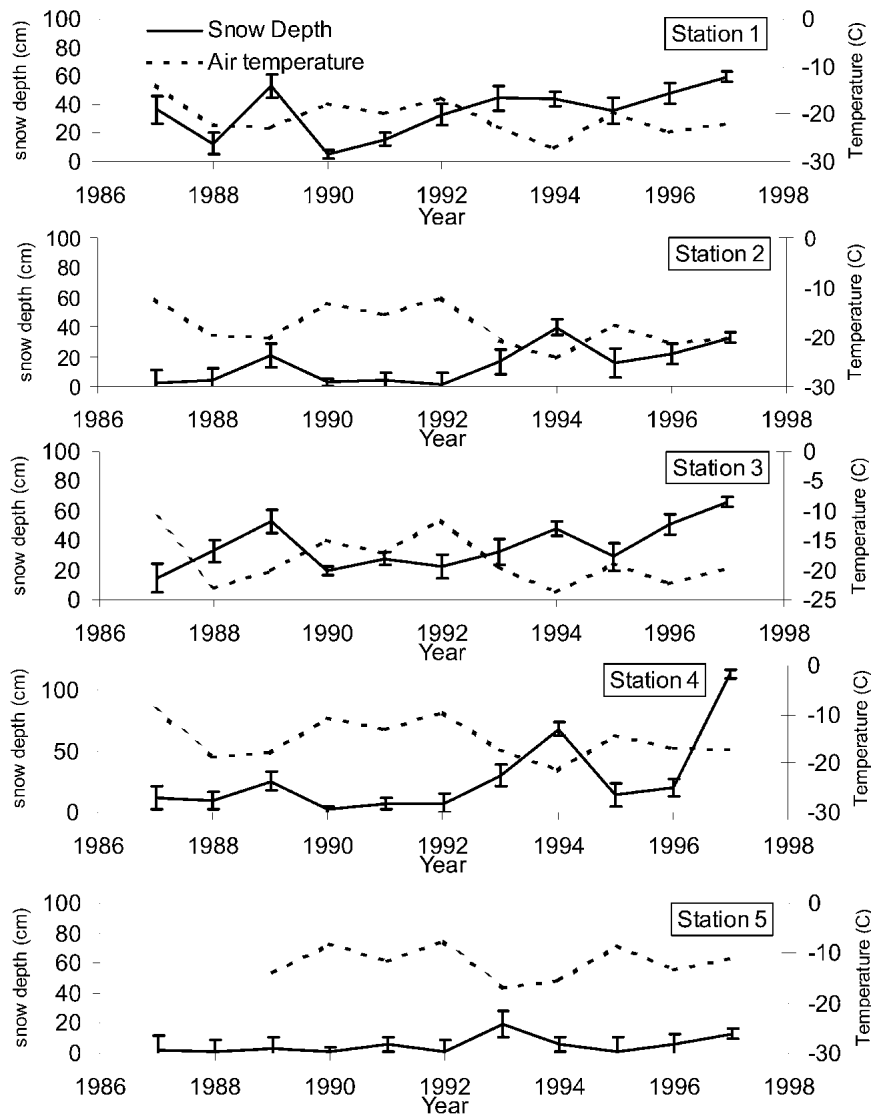 100
80
60
40
20
0
snow depth (cm)
Snow Depth
Air temperature
Station 1
0
-10
-20
-30
Temperature (C)
1986 1988 1990 1992 1994 1996 1998
Year
100
80
60
40
20
0
snow depth (cm)
Station 2
0
-10
-20
-30
Temperature (C)
1986 1988 1990 1992 1994 1996 1998
Year
100
80
60
40
20
0
snow depth (cm)
Station 3
0
-5
-10
-15
-20
-25
Temperature (C)
1986 1988 1990 1992 1994 1996 1998
Year
100
50
0
snow depth (cm)
Station 4
0
-10
-20
-30
Temperature (C)
1986 1988 1990 1992 1994 1996 1998
Year
100
80
60
40
20
0
snow depth (cm)
Station 5
0
-10
-20
-30
Temperature (C)
1986 1988 1990 1992 1994 1996 1998
Year